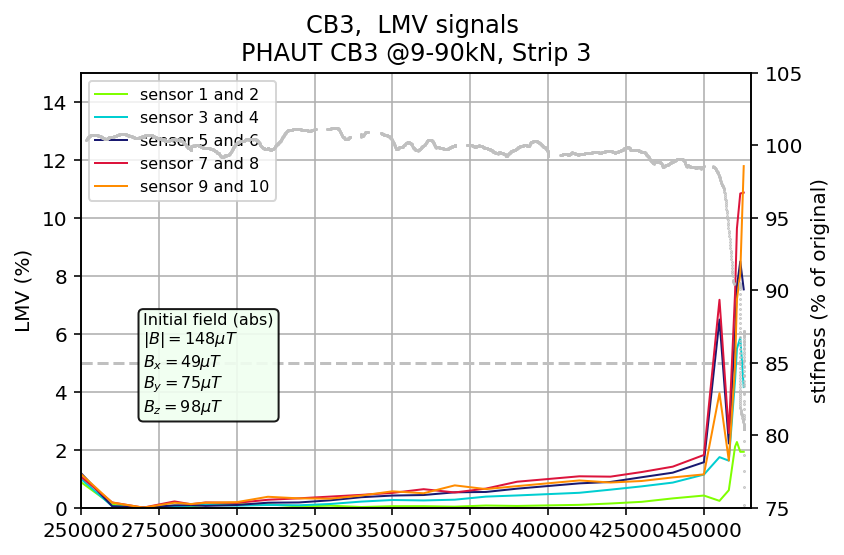 CB3,  LMV signals
PHAUT CB3 @9-90kN, Strip 3
sensor 1 and 2
sensor 3 and 4
sensor 5 and 6
sensor 7 and 8
sensor 9 and 10
LMV (%)
14
12
10
8
6
4
2
0
Initial field (abs)
|B| = 148μT
Bₓ = 49μT
B_y = 75μT
B_z = 98μT
105
100
95
90
85
80
75
stifness (% of original)
250000 275000 300000 325000 350000 375000 400000 425000 450000